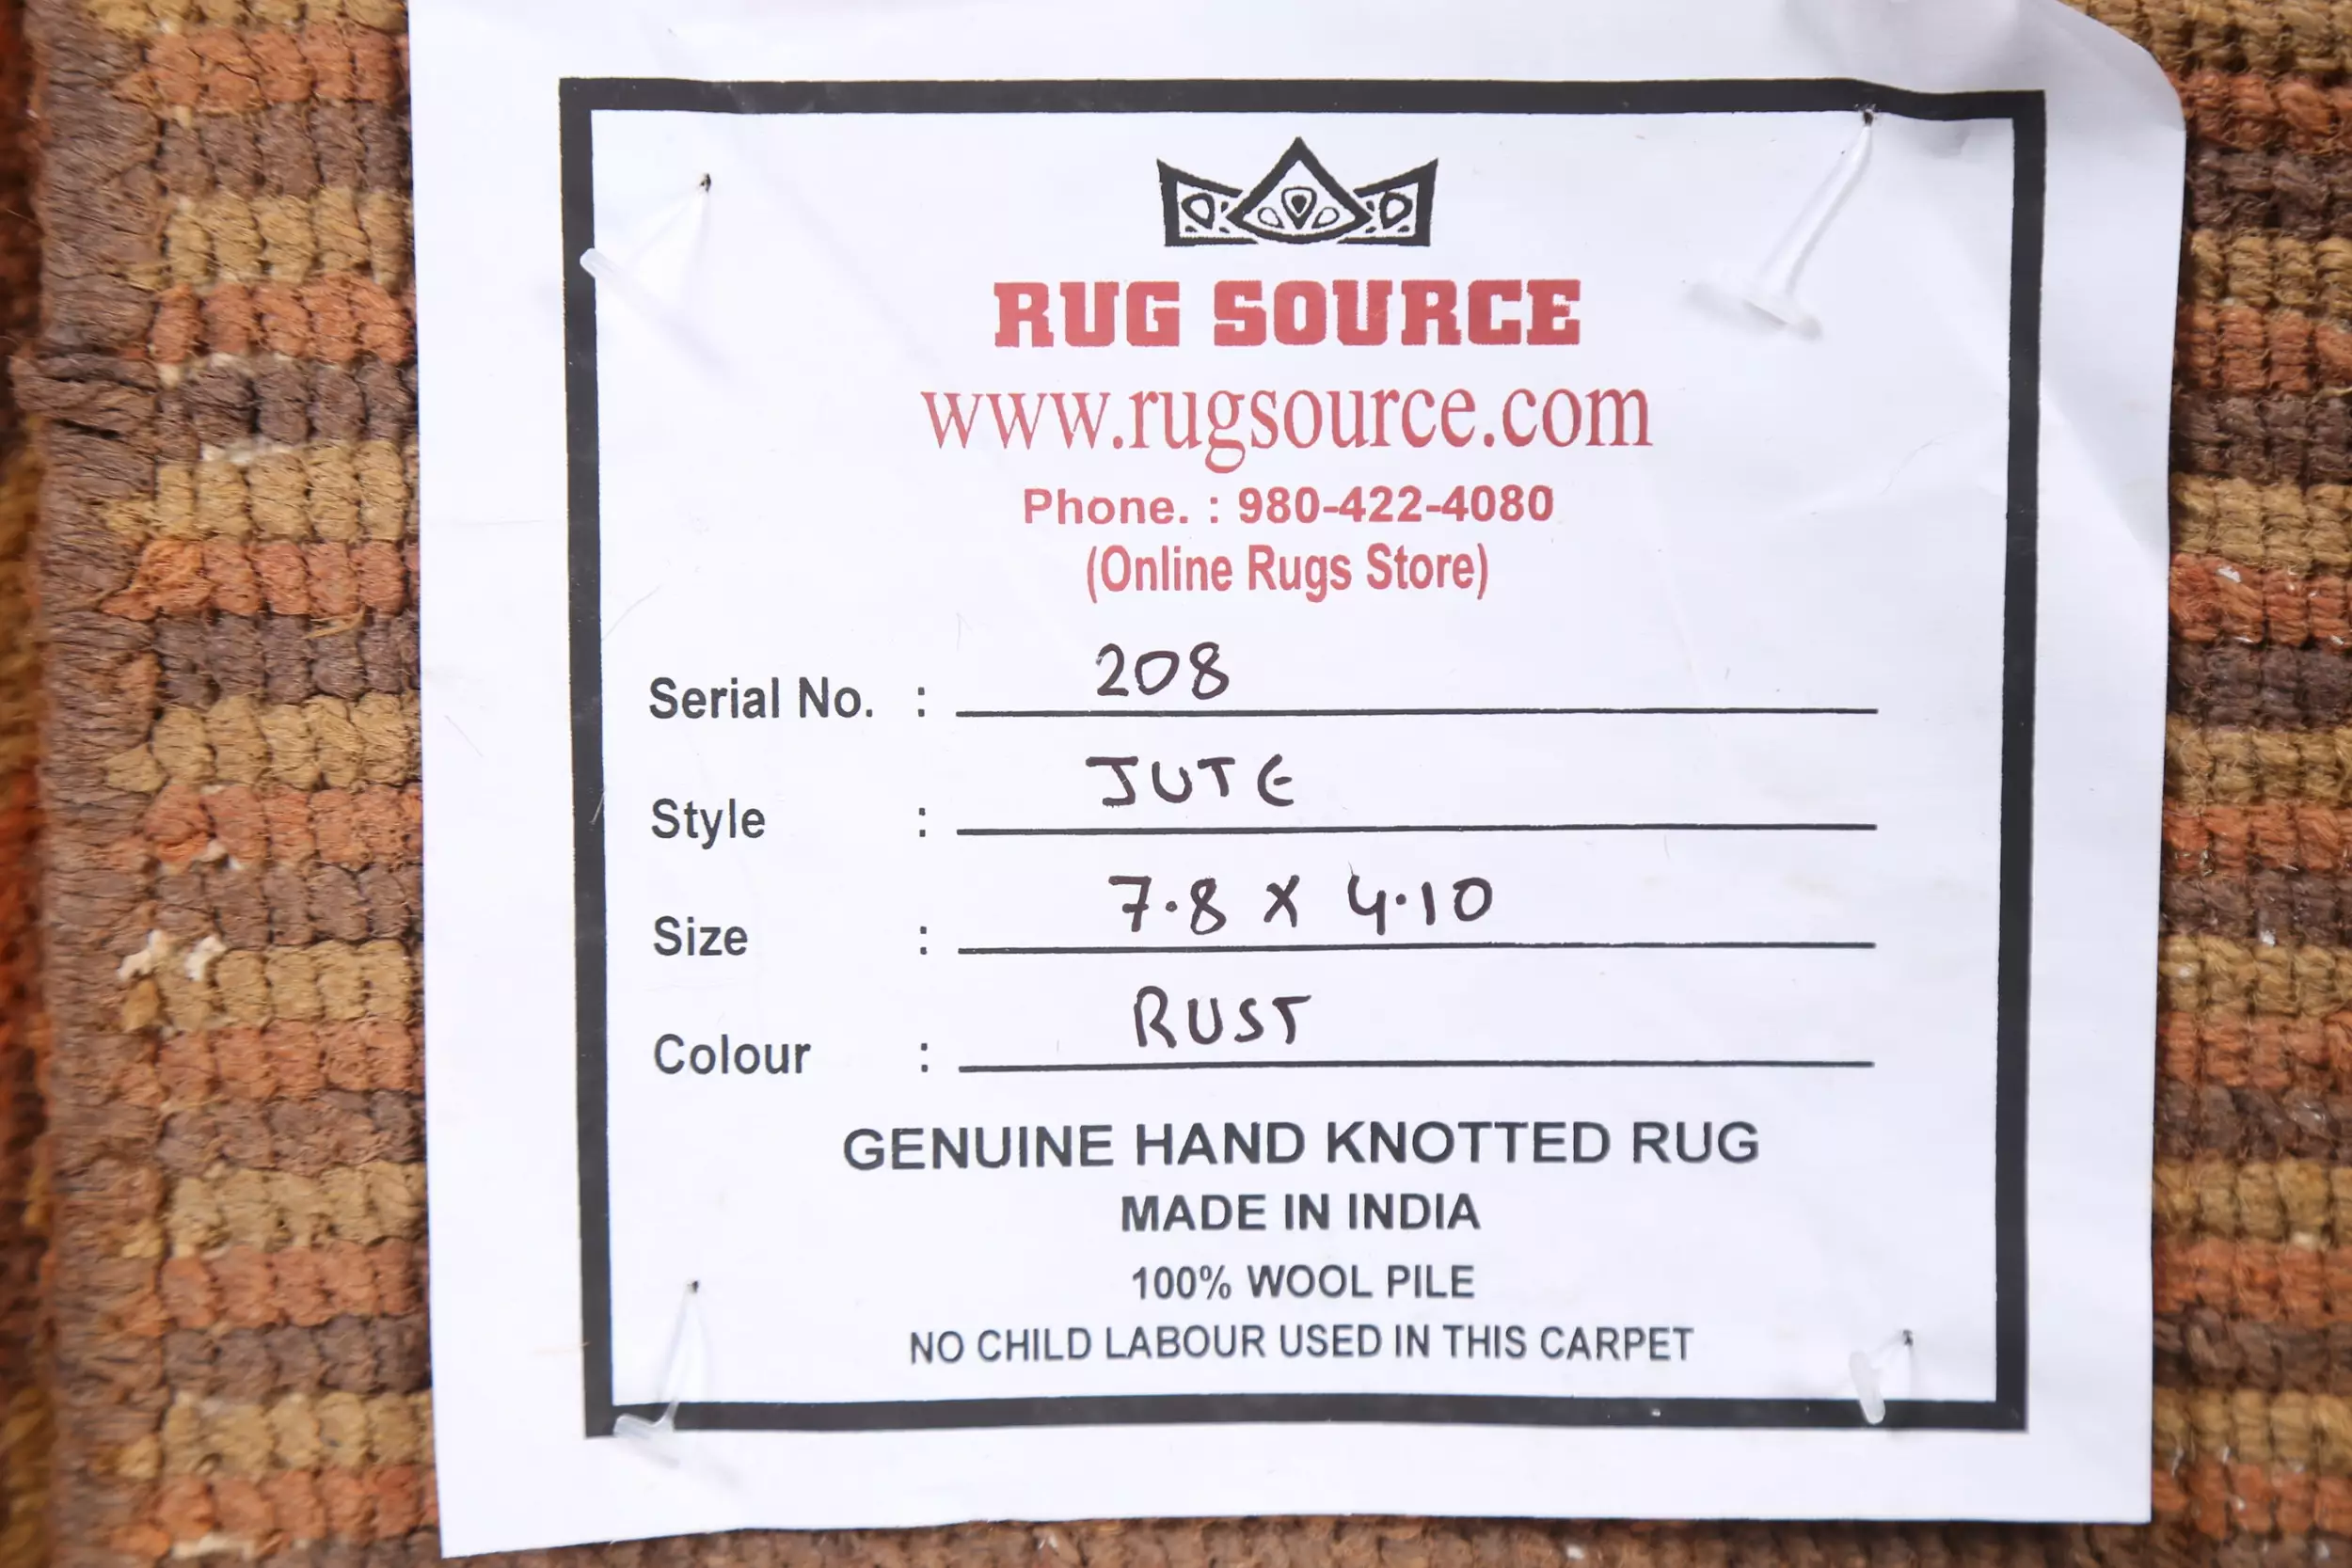 RUG SOURCE
www.rugsource.com
Phone. : 980-422-4080
(Online Rugs Store)
Serial No. : 208
Style : JUTE
Size : 7.8 X 4.10
Colour : RUST
GENUINE HAND KNOTTED RUG
MADE IN INDIA
100% WOOL PILE
NO CHILD LABOUR USED IN THIS CARPET